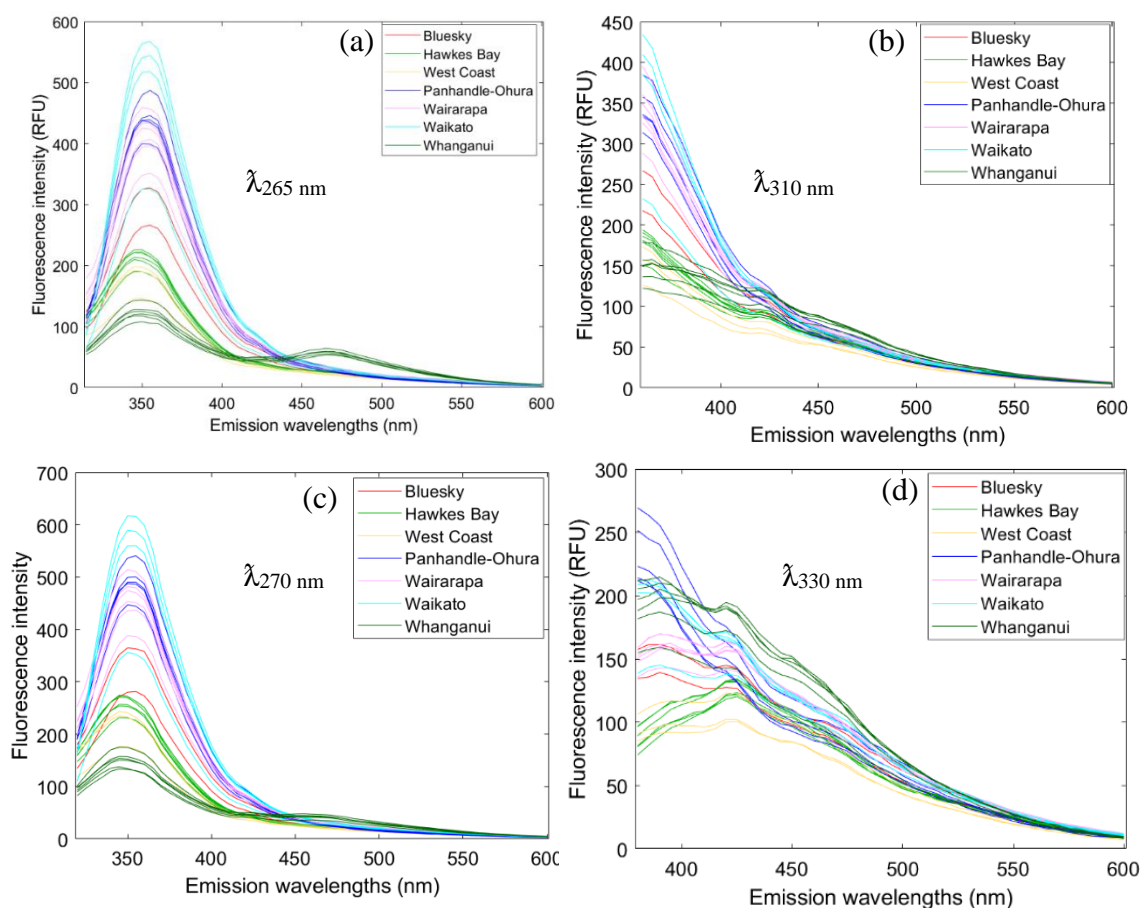 (a)
600
500
400
300
200
100
0
Fluorescence intensity (RFU)
350 400 450 500 550 600
Emission wavelengths (nm)
Bluesky
Hawkes Bay
West Coast
Panhandle-Ohura
Wairarapa
Waikato
Whanganui
λ̃265 nm
(b)
450
400
350
300
250
200
150
100
50
0
Fluorescence intensity (RFU)
400 450 500 550 600
Emission wavelengths (nm)
Bluesky
Hawkes Bay
West Coast
Panhandle-Ohura
Wairarapa
Waikato
Whanganui
λ̃310 nm
(c)
700
600
500
400
300
200
100
0
Fluorescence intensity
350 400 450 500 550 600
Emission wavelengths (nm)
Bluesky
Hawkes Bay
West Coast
Panhandle-Ohura
Wairarapa
Waikato
Whanganui
λ̃270 nm
(d)
300
250
200
150
100
50
0
Fluorescence intensity (RFU)
400 450 500 550 600
Emission wavelengths (nm)
Bluesky
Hawkes Bay
West Coast
Panhandle-Ohura
Wairarapa
Waikato
Whanganui
λ̃330 nm